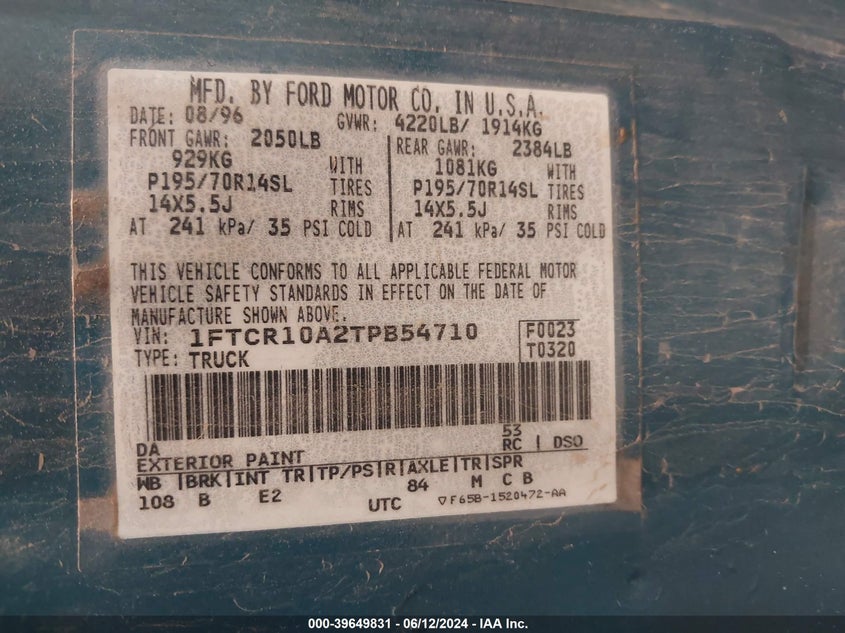 MFD. BY FORD MOTOR CO. IN U.S.A.
DATE: 08/96 GVWR: 4220LB/ 1914KG
FRONT GAWR: 2050LB REAR GAWR: 2384LB
929KG WITH 1081KG WITH
P195/70R14SL TIRES P195/70R14SL TIRES
14X5.5J RIMS 14X5.5J RIMS
AT 241 kPa/ 35 PSI COLD AT 241 kPa/ 35 PSI COLD
THIS VEHICLE CONFORMS TO ALL APPLICABLE FEDERAL MOTOR
VEHICLE SAFETY STANDARDS IN EFFECT ON THE DATE OF
MANUFACTURE SHOWN ABOVE.
VIN: 1FTCR10A2TPB54710 F0023
TYPE: TRUCK T0320
53
DA RC | DSO
EXTERIOR PAINT
WB |BRK|INT TR|TP/PS|R|AXLE|TR|SPR
108 B E2 84 M C B
UTC ▽F65B-1520472-AA
000-39649831 - 06/12/2024 - IAA Inc.